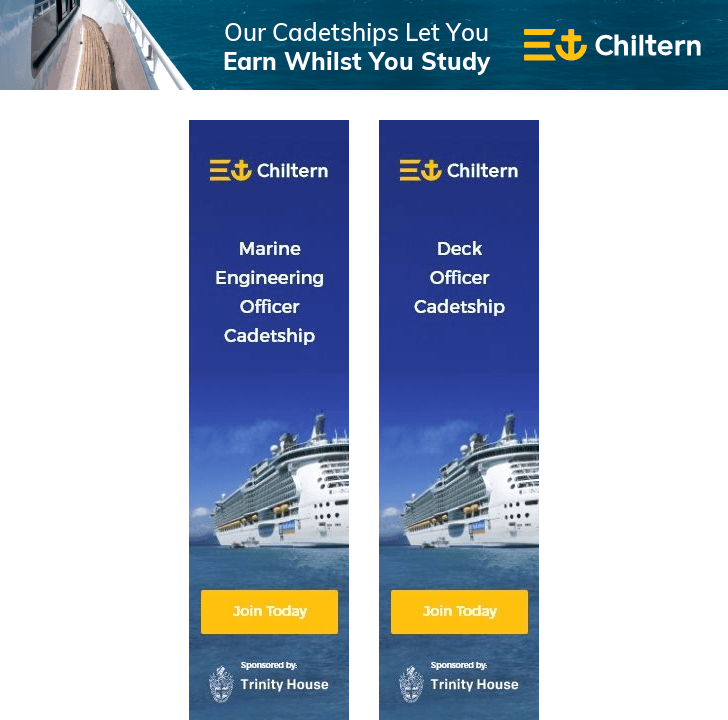 Our Cadetships Let You
Earn Whilst You Study
Chiltern
Chiltern
Marine
Engineering
Officer
Cadetship
Join Today
Sponsored by:
Trinity House
Chiltern
Deck
Officer
Cadetship
Join Today
Sponsored by:
Trinity House